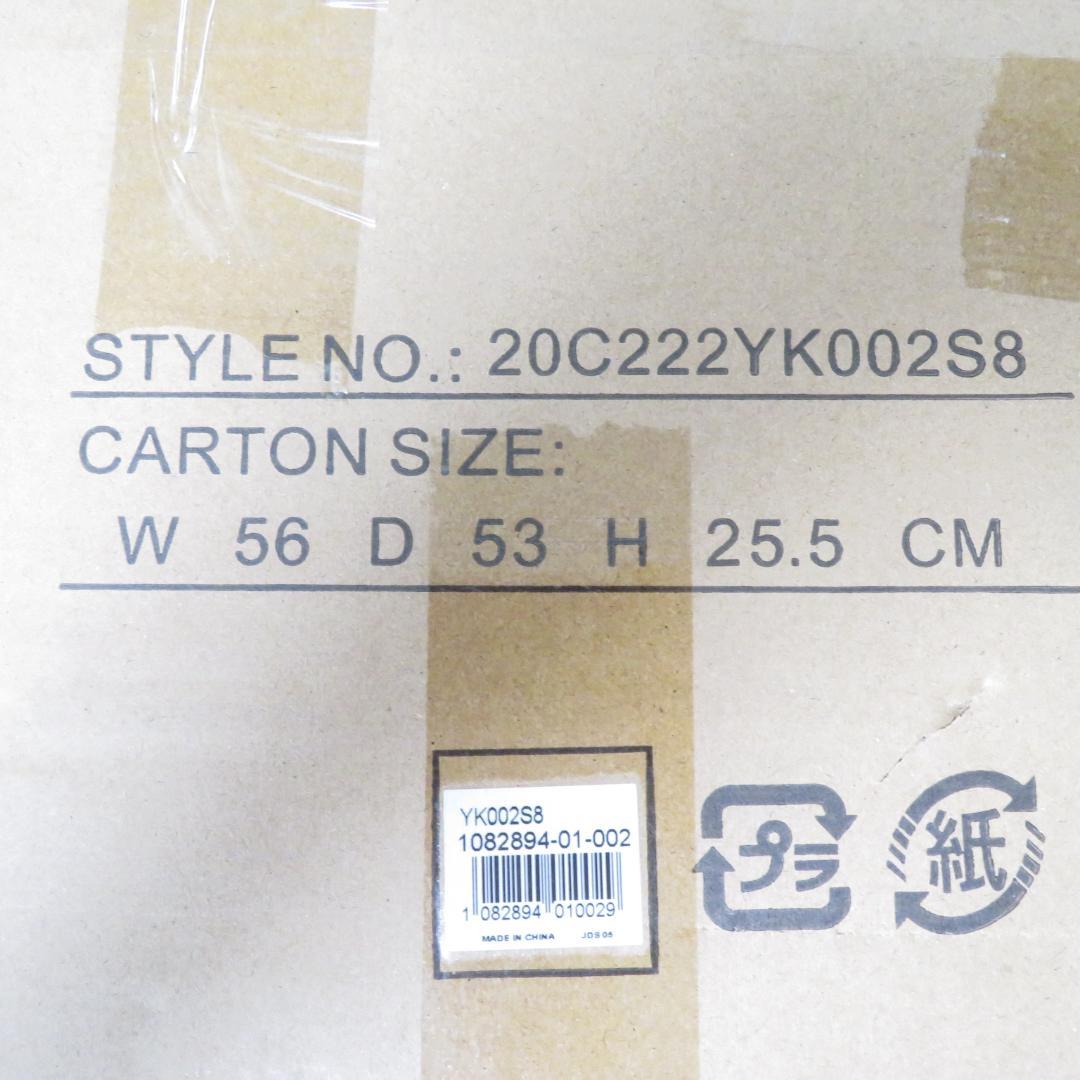 STYLE NO.: 20C222YK002S8
CARTON SIZE:
W 56 D 53 H 25.5 CM
YK002S8
1082894-01-002
1 082894 010029
MADE IN CHINA JDS 05
プラ
紙